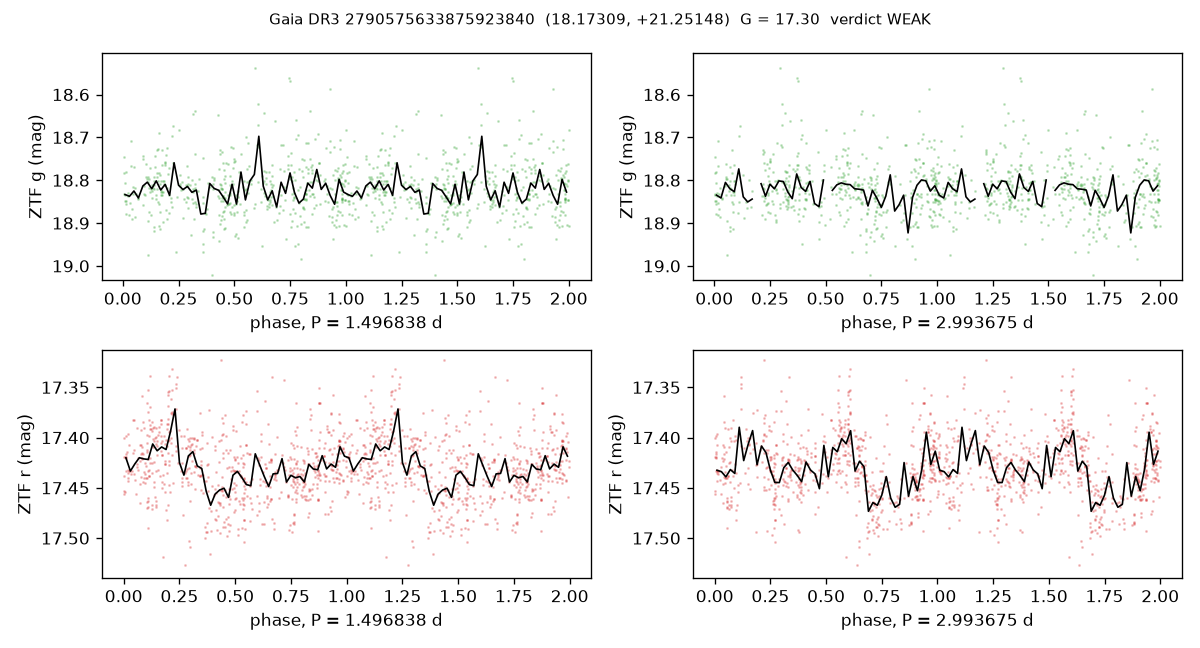 Gaia DR3 2790575633875923840 (18.17309, +21.25148) G = 17.30 verdict WEAK
ZTF g (mag)
18.6
18.7
18.8
18.9
19.0
0.00 0.25 0.50 0.75 1.00 1.25 1.50 1.75 2.00
phase, P = 1.496838 d
ZTF g (mag)
18.6
18.7
18.8
18.9
19.0
0.00 0.25 0.50 0.75 1.00 1.25 1.50 1.75 2.00
phase, P = 2.993675 d
ZTF r (mag)
17.35
17.40
17.45
17.50
0.00 0.25 0.50 0.75 1.00 1.25 1.50 1.75 2.00
phase, P = 1.496838 d
ZTF r (mag)
17.35
17.40
17.45
17.50
0.00 0.25 0.50 0.75 1.00 1.25 1.50 1.75 2.00
phase, P = 2.993675 d